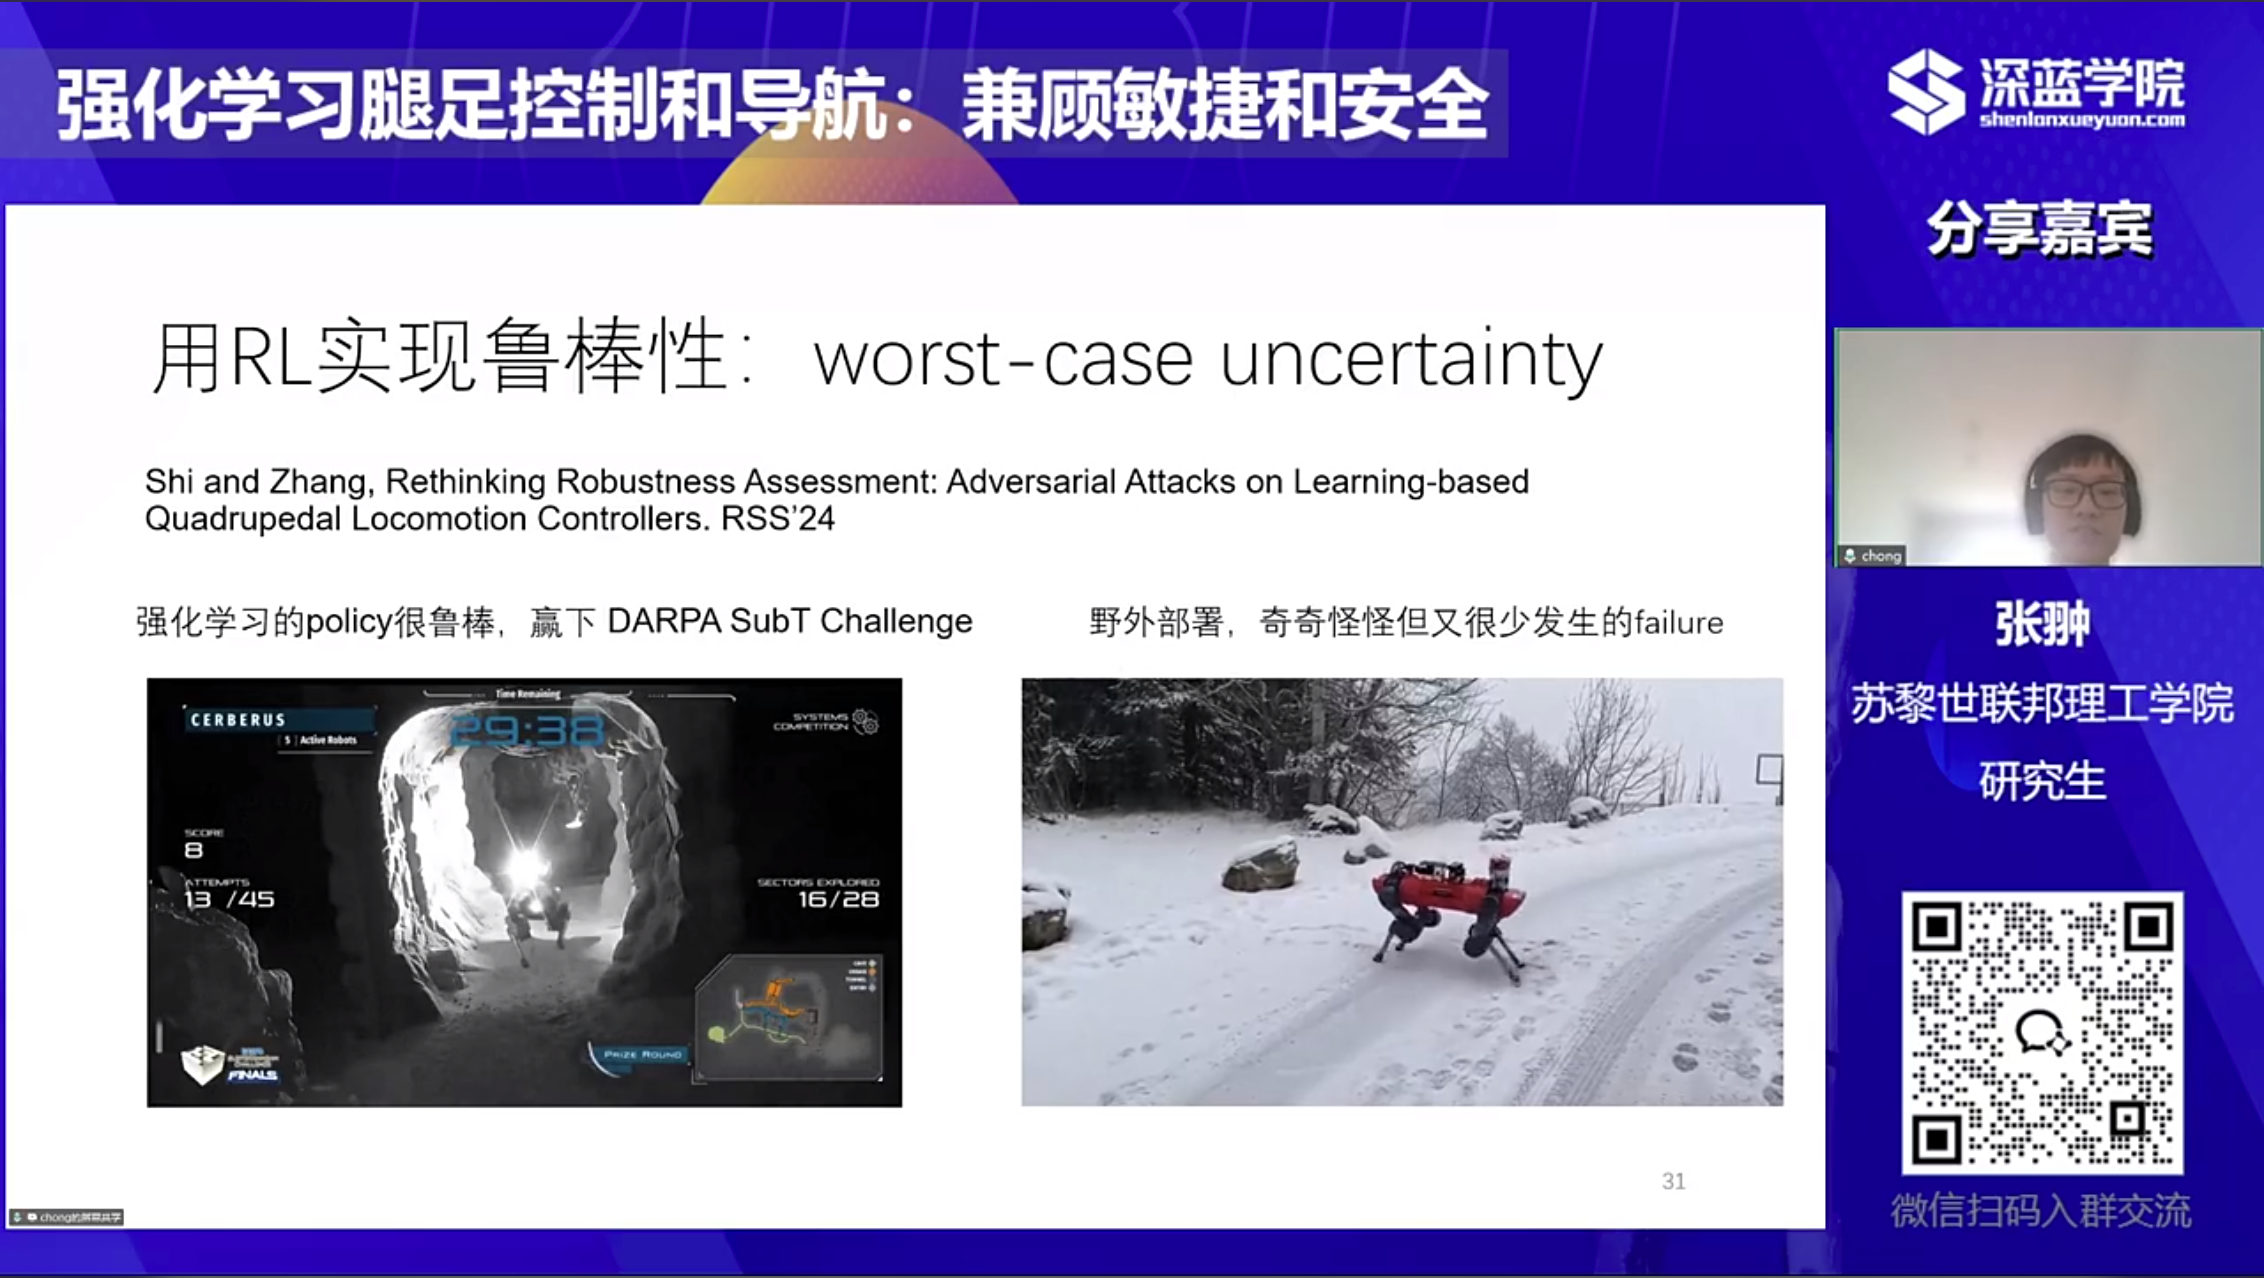 强化学习腿足控制和导航：兼顾敏捷和安全
深蓝学院
shenlanxueyuan.com
分享嘉宾
用RL实现鲁棒性： worst-case uncertainty
Shi and Zhang, Rethinking Robustness Assessment: Adversarial Attacks on Learning-based
Quadrupedal Locomotion Controllers. RSS'24
强化学习的policy很鲁棒，赢下 DARPA SubT Challenge
野外部署，奇奇怪怪但又很少发生的failure
Time Remaining
29:38
CERBERUS
5 Active Robots
SYSTEMS
COMPETITION
SCORE
8
ATTEMPTS
13 /45
SECTORS EXPLORED
16/28
PRIZE ROUND
FINALS
31
chong的屏幕共享
chong
张翀
苏黎世联邦理工学院
研究生
微信扫码入群交流